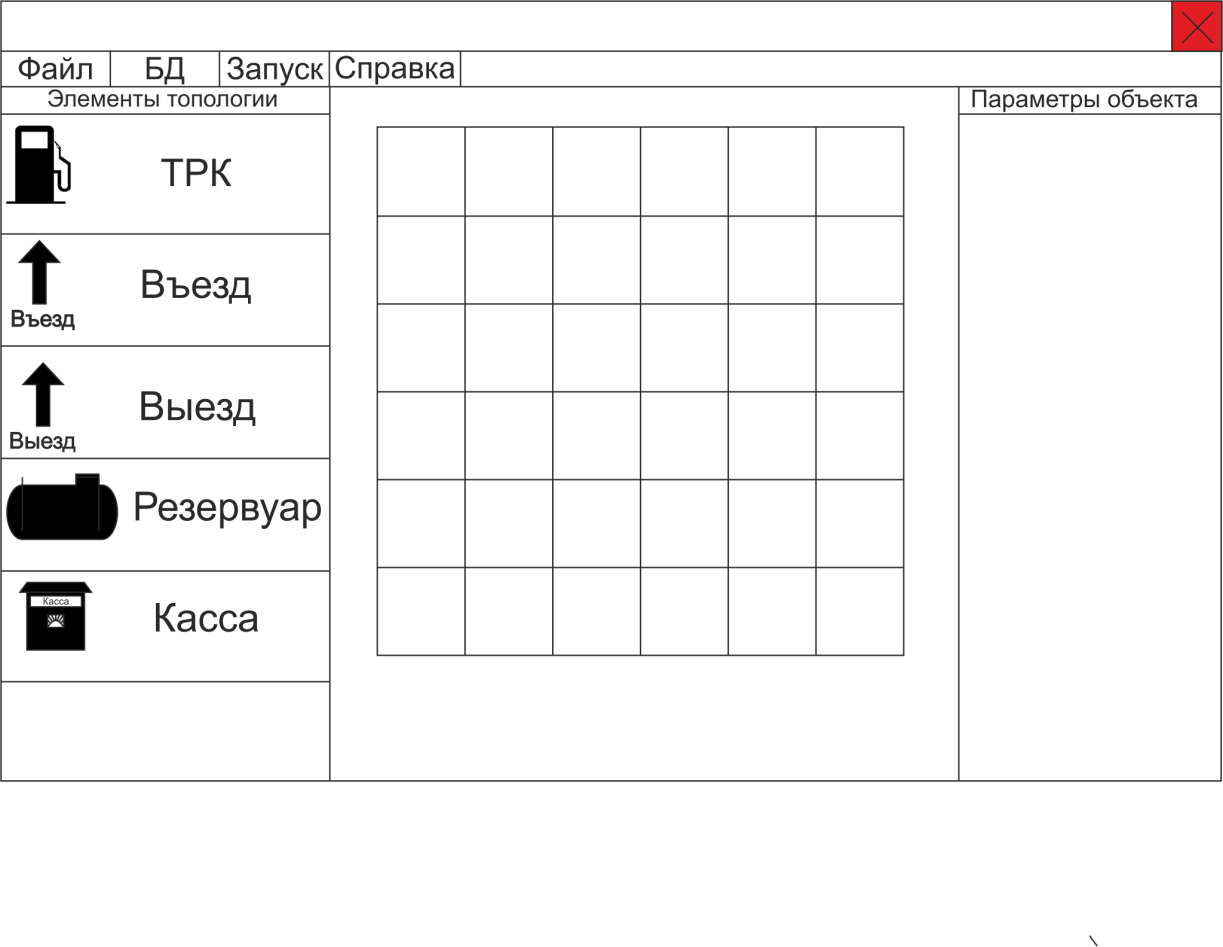 Файл БД Запуск Справка
Элементы топологии
Параметры объекта
ТРК
Въезд
Въезд
Выезд
Выезд
Резервуар
Касса
Касса